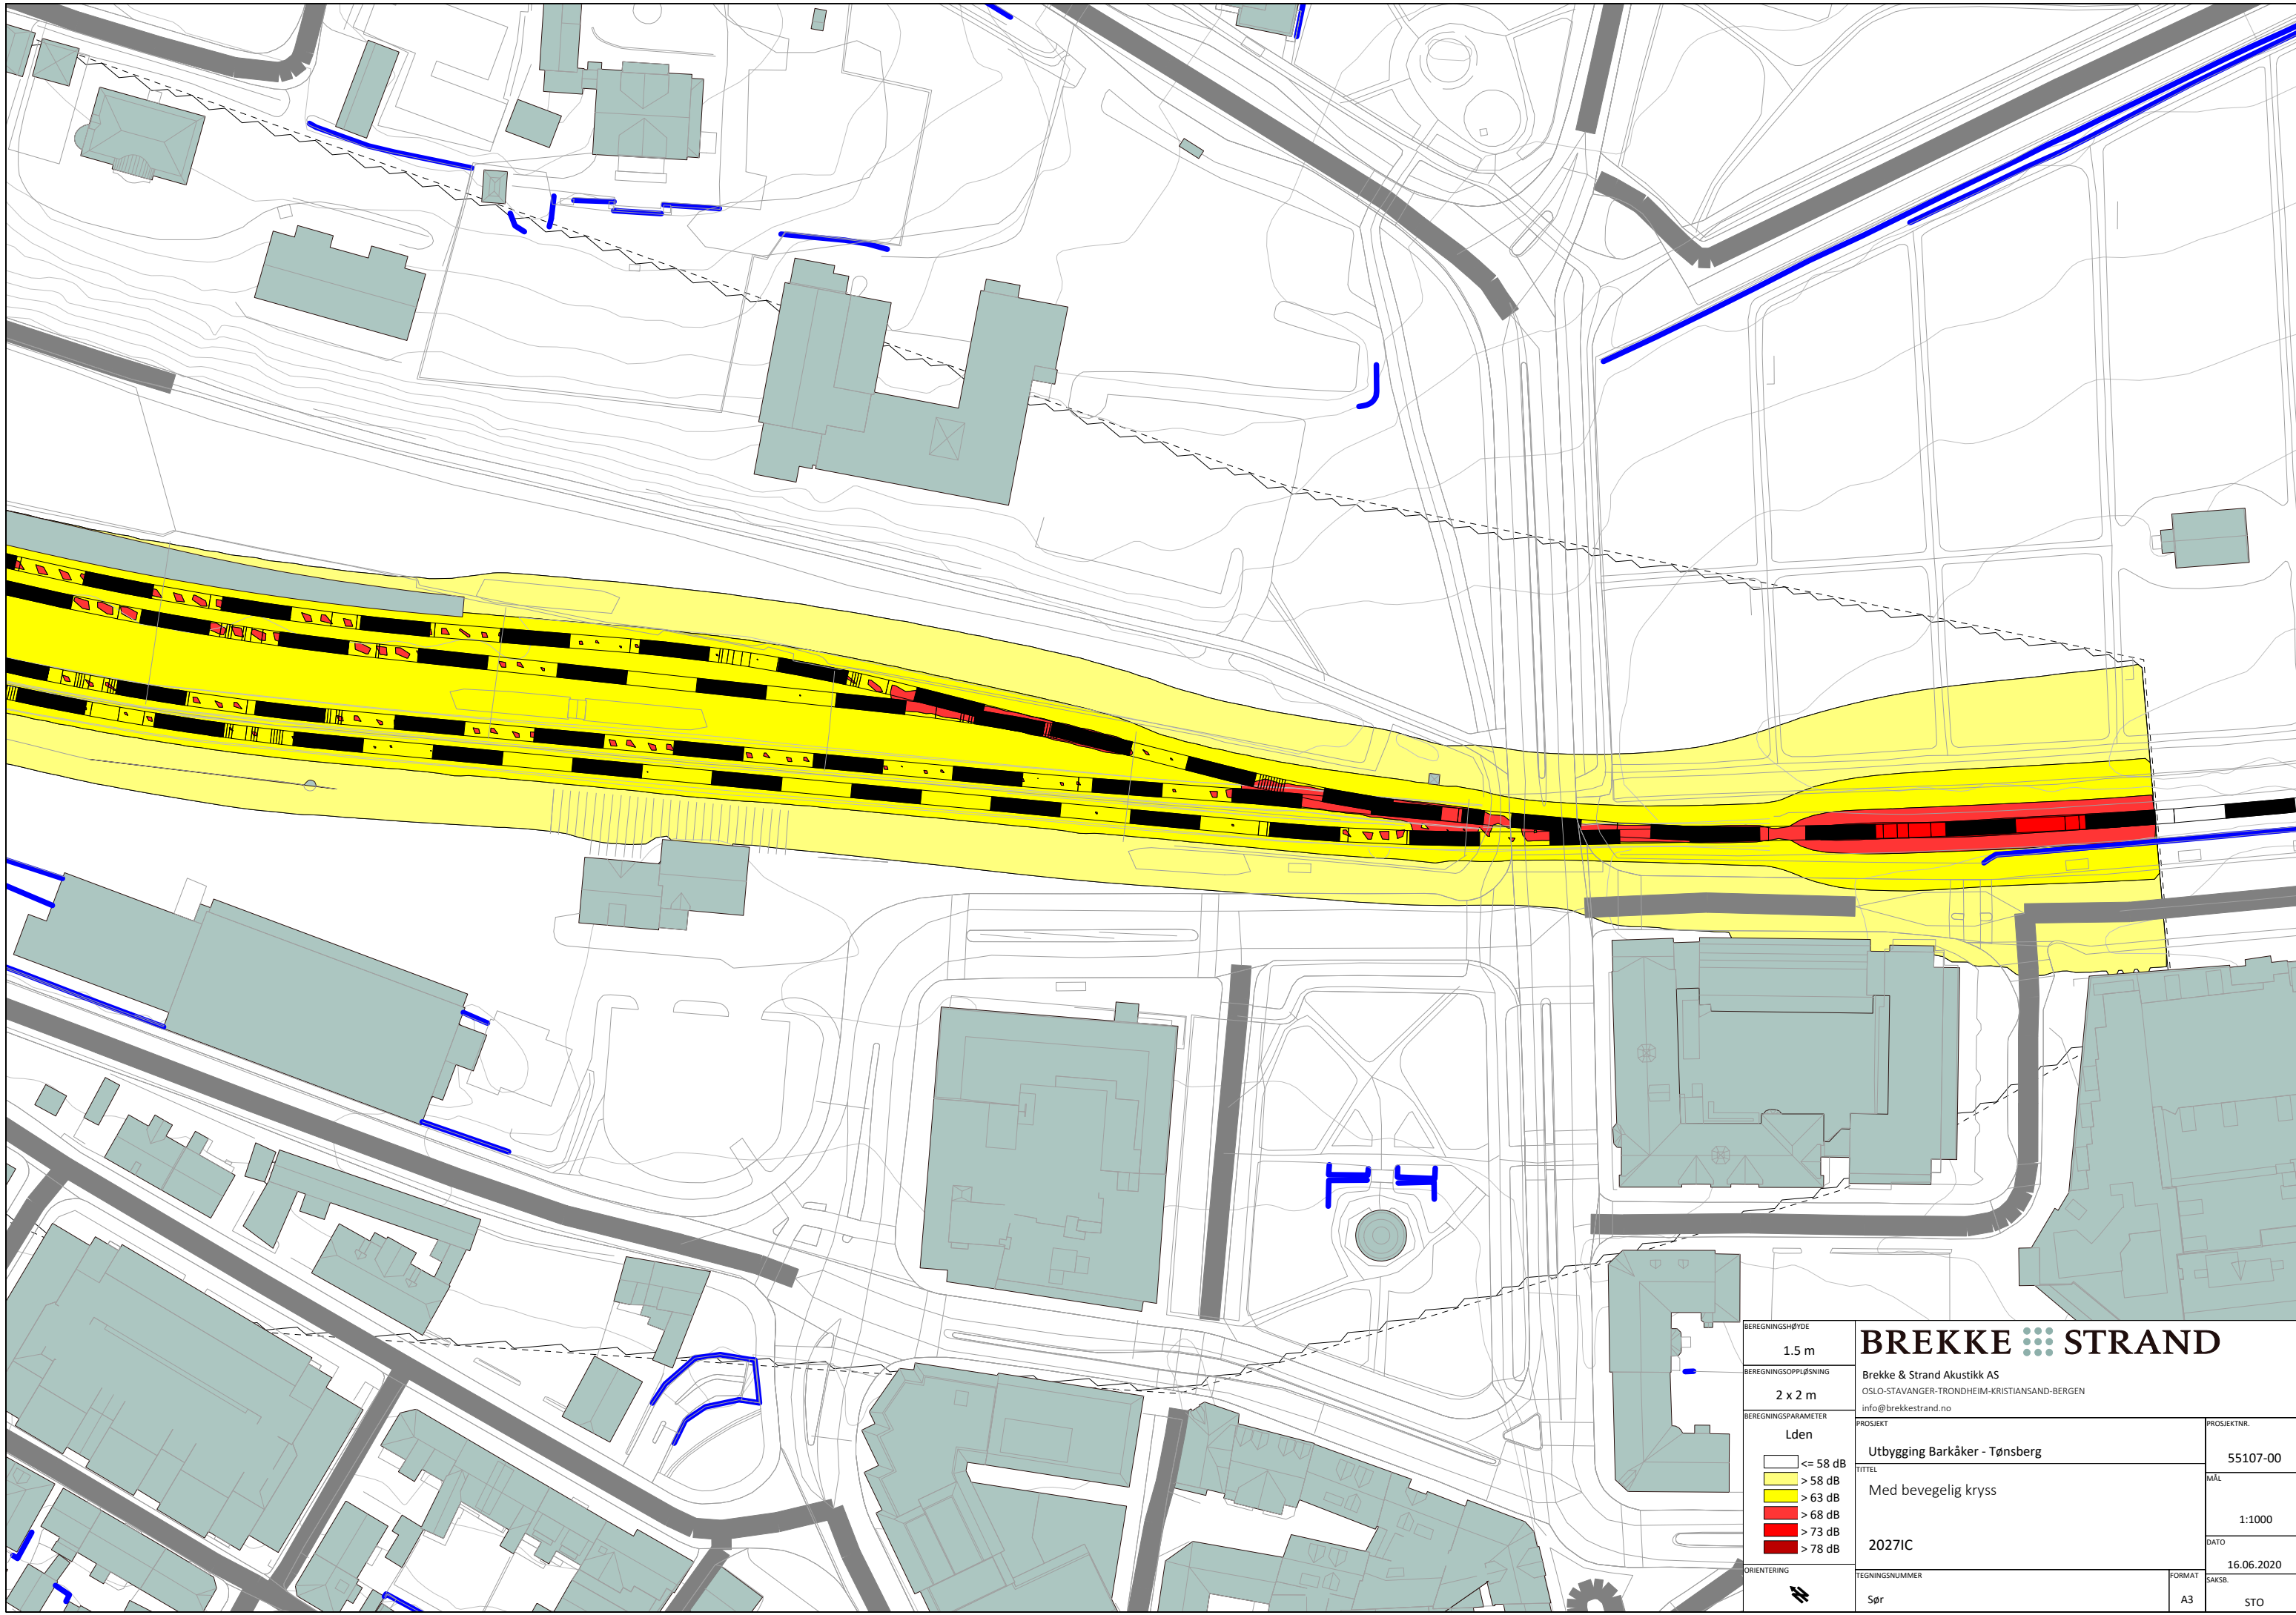 BEREGNINGSHØYDE
1.5 m
BEREGNINGSOPPLØSNING
2 x 2 m
BEREGNINGSPARAMETER
Lden
<= 58 dB
> 58 dB
> 63 dB
> 68 dB
> 73 dB
> 78 dB
ORIENTERING
BREKKE STRAND
Brekke & Strand Akustikk AS
OSLO-STAVANGER-TRONDHEIM-KRISTIANSAND-BERGEN
info@brekkestrand.no
PROSJEKT
Utbygging Barkåker - Tønsberg
PROSJEKTNR.
55107-00
TITTEL
Med bevegelig kryss
2027IC
MÅL
1:1000
DATO
16.06.2020
TEGNINGSNUMMER
Sør
FORMAT
A3
SAKSB.
STO